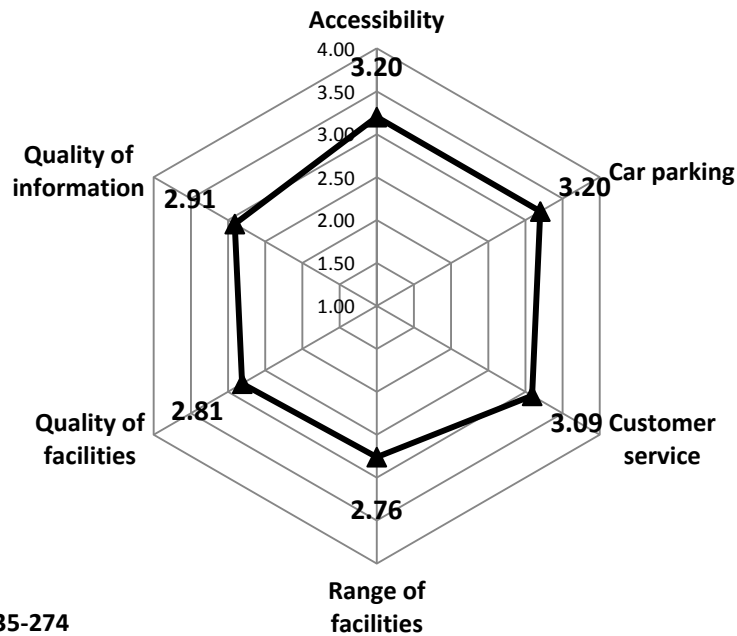 Accessibility
4.00
3.20
3.50
3.00
2.50
2.00
1.50
1.00
Car parking
3.20
Customer
service
3.09
Range of
facilities
2.76
Quality of
facilities
2.81
Quality of
information
2.91
35-274